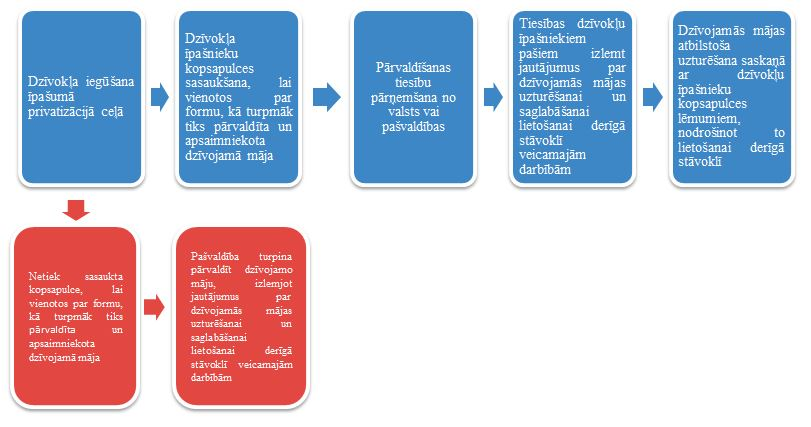 Dzīvokļa iegūšana
īpašumā
privatizācijā ceļā
Dzīvokļa
īpašnieku
kopsapulces
sasaukšana, lai
vienotos par
formu, kā turpmāk
tiks pārvaldīta un
apsaimniekota
dzīvojamā māja
Pārvaldīšanas
tiesību
pārņemšana no
valsts vai
pašvaldības
Tiesības dzīvokļu
īpašniekiem
pašiem izlemt
jautājumus par
dzīvojamās mājas
uzturēšanai un
saglabāšanai
lietošanai derīgā
stāvoklī
veicamajām
darbībām
Dzīvojamās mājas
atbilstoša
uzturēšana saskaņā
ar dzīvokļu
īpašnieku
kopsapulces
lēmumiem,
nodrošinot to
lietošanai derīgā
stāvoklī
Netiek sasaukta
kopsapulce, lai
vienotos par formu,
kā turpmāk tiks
pārvaldīta un
apsaimniekota
dzīvojamā māja
Pašvaldība turpina
pārvaldīt dzīvojamo
māju, izlemjot
jautājumus par
dzīvojamās mājas
uzturēšanai un
saglabāšanai
lietošanai derīgā
stāvoklī veicamajām
darbībām